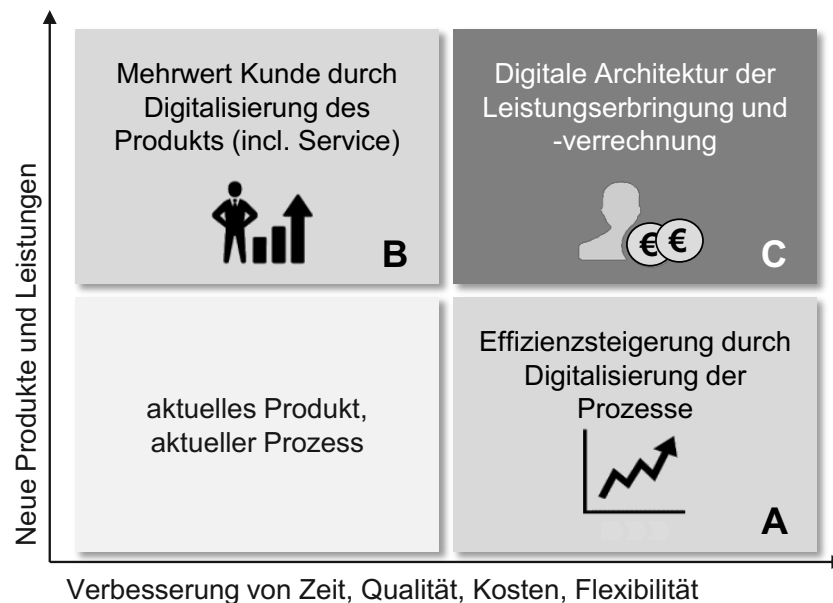 Mehrwert Kunde durch
Digitalisierung des
Produkts (incl. Service)
B
Digitale Architektur der
Leistungserbringung und
-verrechnung
€ €
C
aktuelles Produkt,
aktueller Prozess
Effizienzsteigerung durch
Digitalisierung der
Prozesse
A
Neue Produkte und Leistungen
Verbesserung von Zeit, Qualität, Kosten, Flexibilität